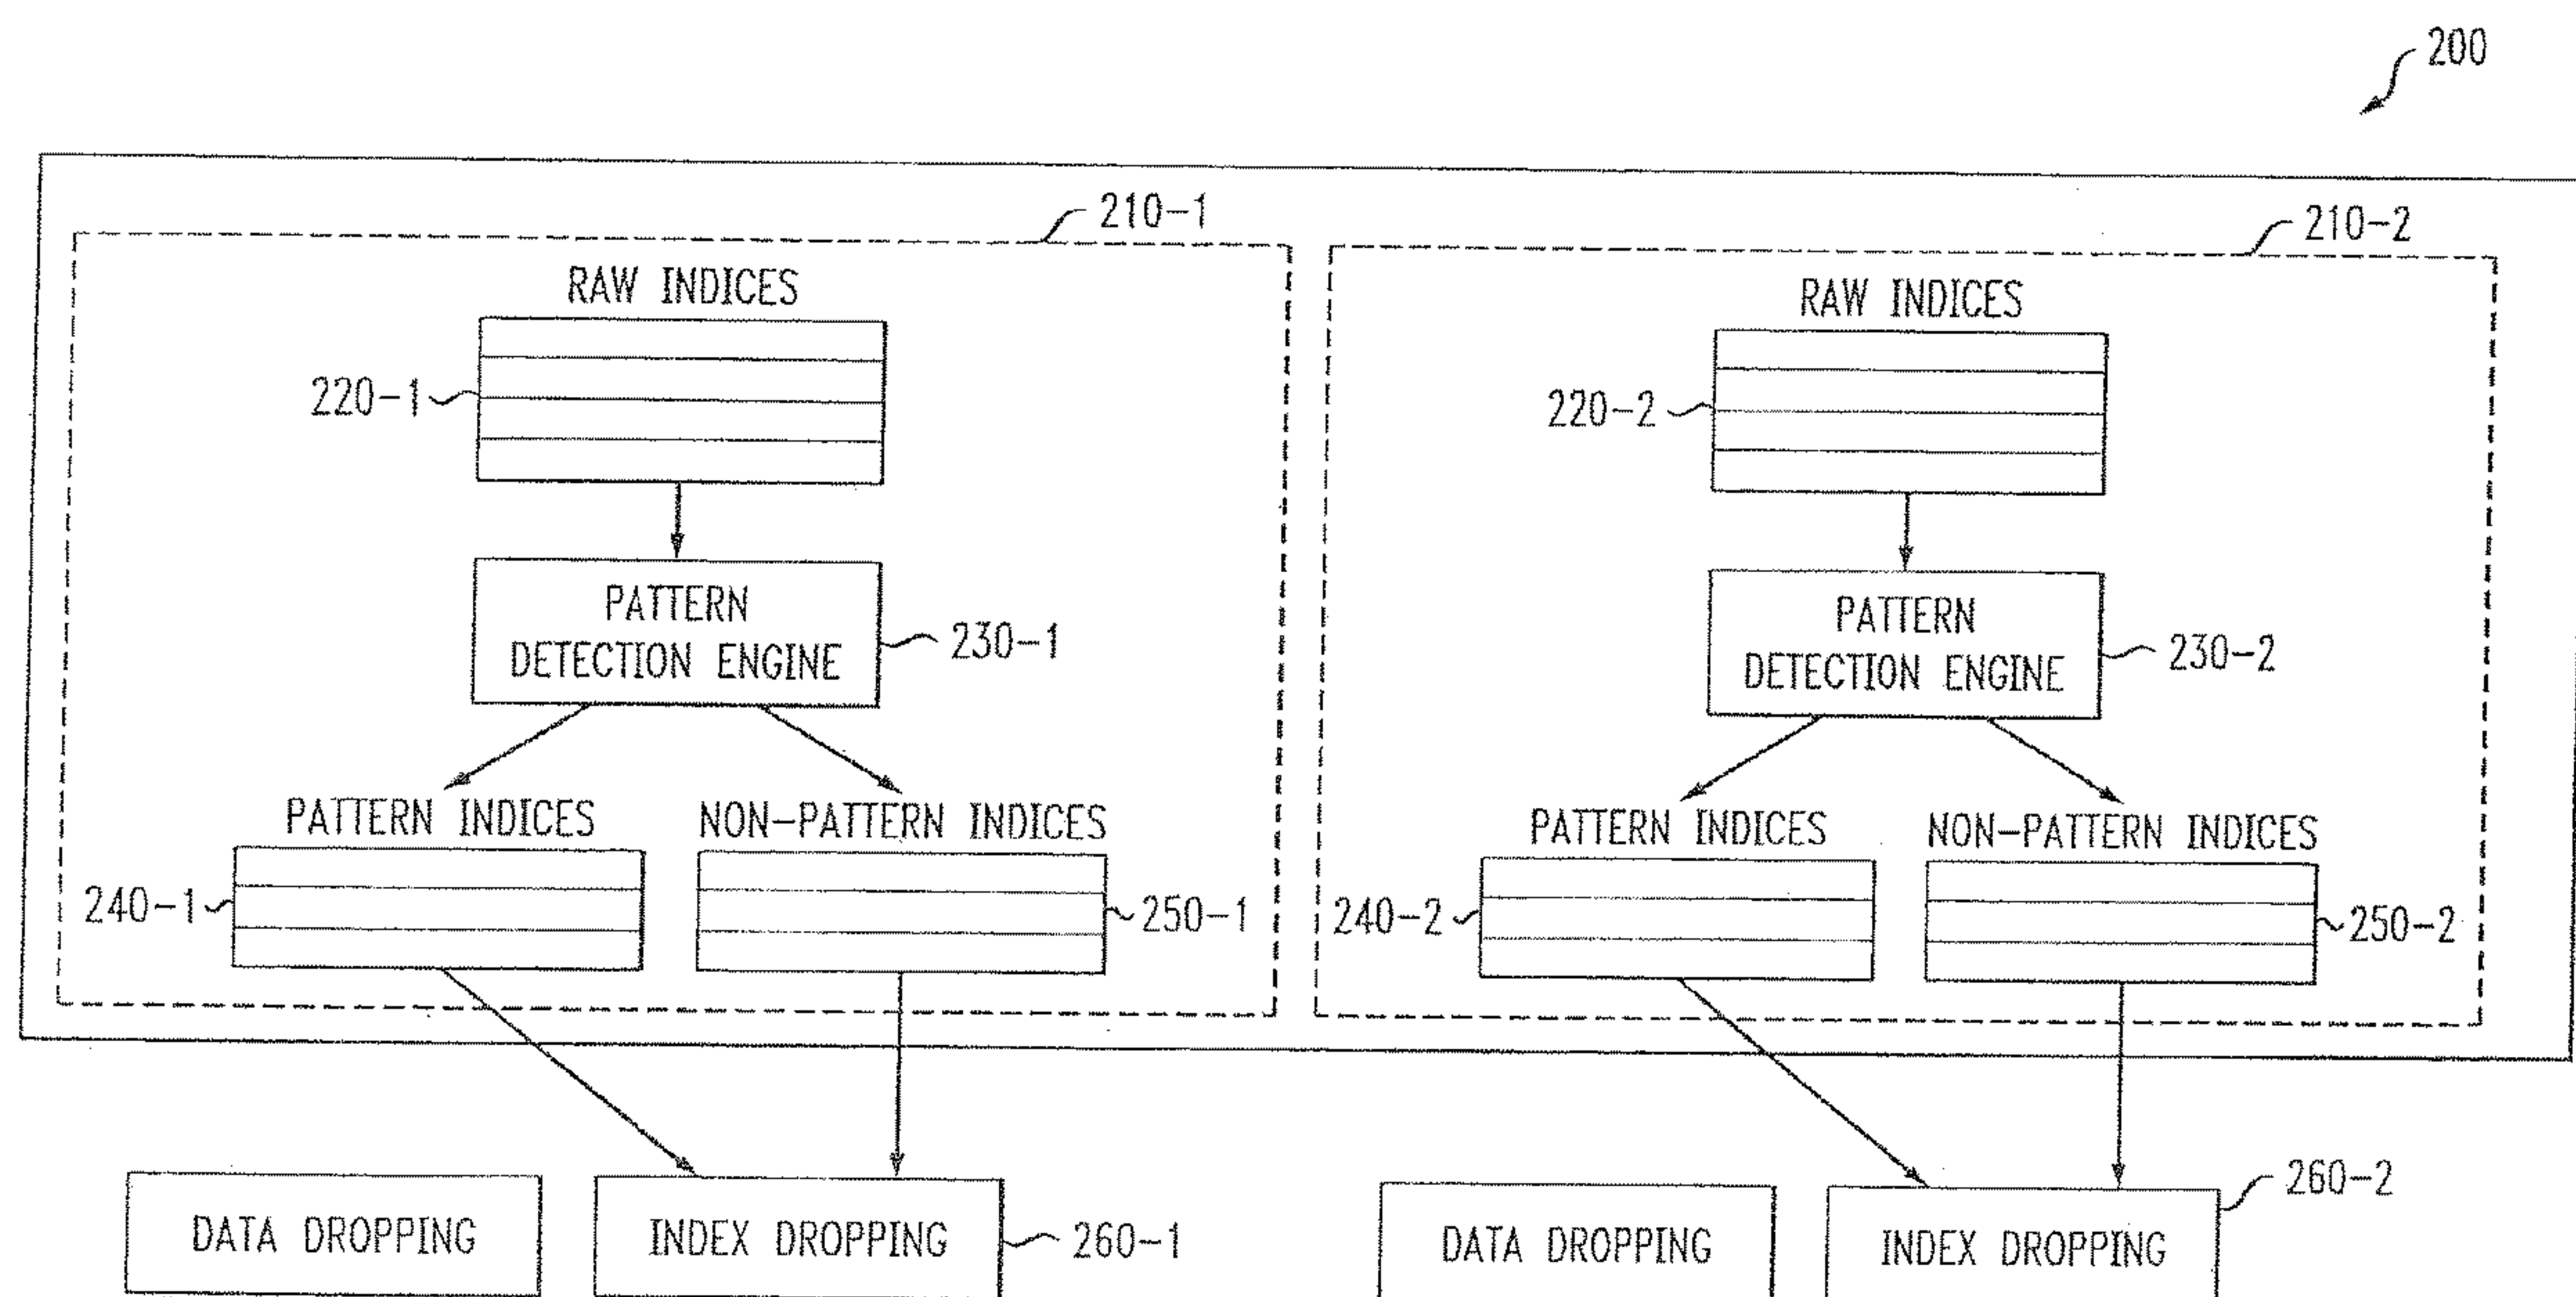 200
210-1
210-2
RAW INDICES
RAW INDICES
220-1
220-2
PATTERN
DETECTION ENGINE
230-1
PATTERN
DETECTION ENGINE
230-2
PATTERN INDICES
NON-PATTERN INDICES
PATTERN INDICES
NON-PATTERN INDICES
240-1
250-1
240-2
250-2
DATA DROPPING
INDEX DROPPING
260-1
DATA DROPPING
INDEX DROPPING
260-2